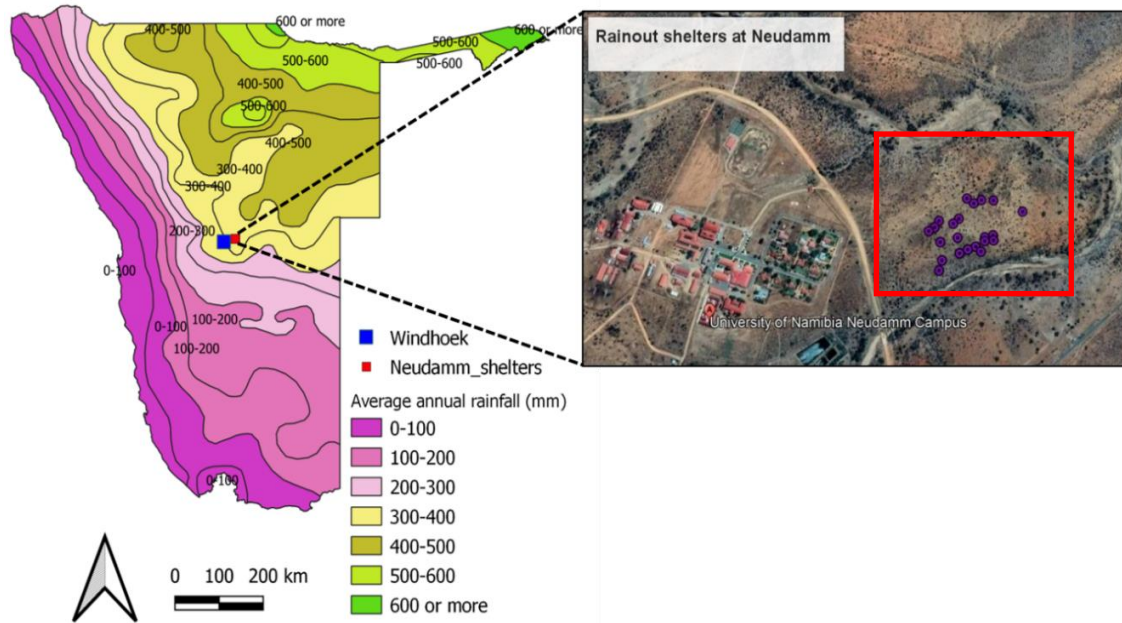 600 or more
400-500
600 or more
500-600
500-600
500-600
400-500
500-600
400-500
300-400
300-400
200-300
0-100
0-100
100-200
100-200
0-100
Windhoek
Neudamm_shelters
Average annual rainfall (mm)
0-100
100-200
200-300
300-400
400-500
500-600
600 or more
0 100 200 km
Rainout shelters at Neudamm
University of Namibia Neudamm Campus